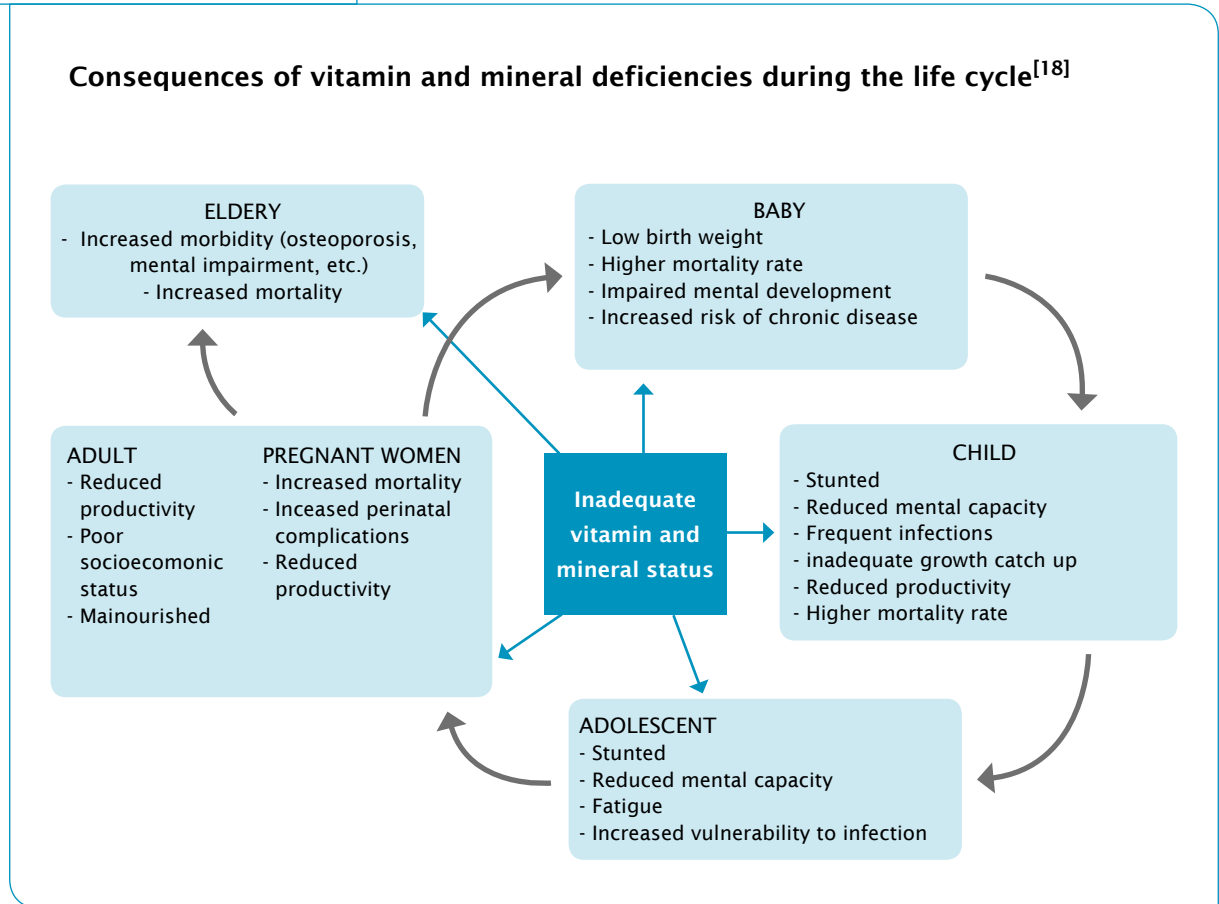 Consequences of vitamin and mineral deficiencies during the life cycle[18]
ELDERY
- Increased morbidity (osteoporosis,
mental impairment, etc.)
- Increased mortality
BABY
- Low birth weight
- Higher mortality rate
- Impaired mental development
- Increased risk of chronic disease
ADULT
- Reduced
productivity
- Poor
socioecomonic
status
- Mainourished
PREGNANT WOMEN
- Increased mortality
- Inceased perinatal
complications
- Reduced
productivity
Inadequate
vitamin and
mineral status
CHILD
- Stunted
- Reduced mental capacity
- Frequent infections
- inadequate growth catch up
- Reduced productivity
- Higher mortality rate
ADOLESCENT
- Stunted
- Reduced mental capacity
- Fatigue
- Increased vulnerability to infection